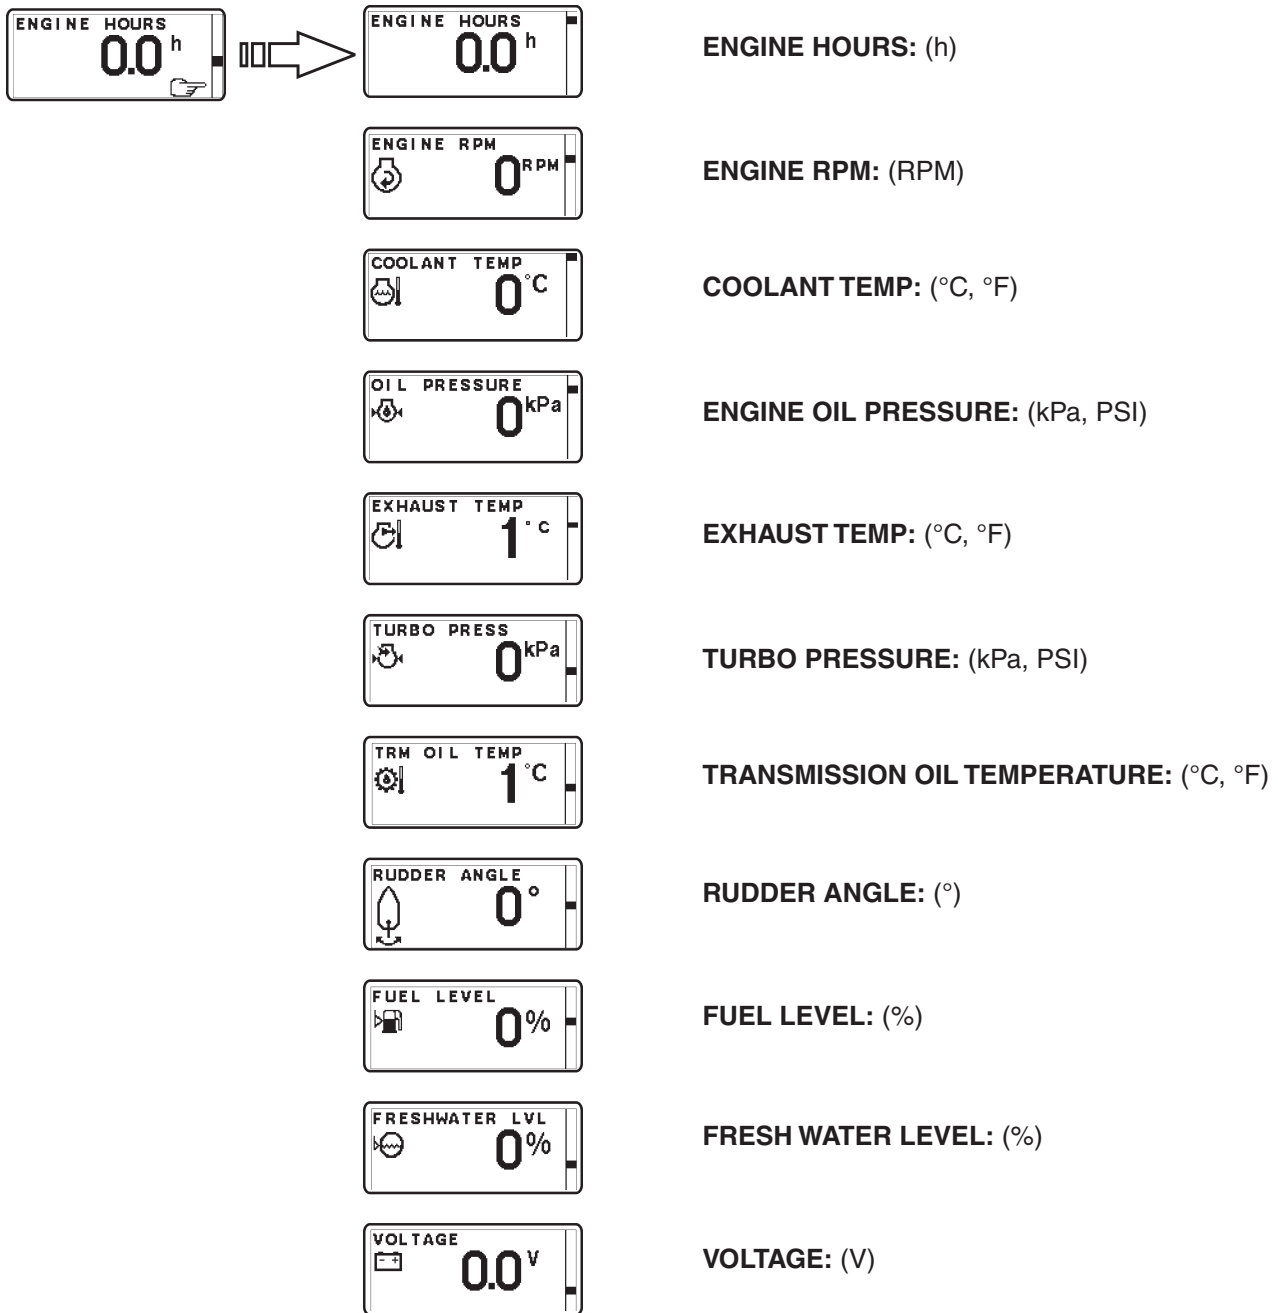 ENGINE HOURS
0.0 h
ENGINE HOURS
0.0 h
ENGINE HOURS: (h)
ENGINE RPM
0 RPM
ENGINE RPM: (RPM)
COOLANT TEMP
0 °C
COOLANT TEMP: (°C, °F)
OIL PRESSURE
0 kPa
ENGINE OIL PRESSURE: (kPa, PSI)
EXHAUST TEMP
1 °C
EXHAUST TEMP: (°C, °F)
TURBO PRESS
0 kPa
TURBO PRESSURE: (kPa, PSI)
TRM OIL TEMP
1 °C
TRANSMISSION OIL TEMPERATURE: (°C, °F)
RUDDER ANGLE
0 °
RUDDER ANGLE: (°)
FUEL LEVEL
0%
FUEL LEVEL: (%)
FRESHWATER LVL
0%
FRESH WATER LEVEL: (%)
VOLTAGE
- +
0.0 V
VOLTAGE: (V)